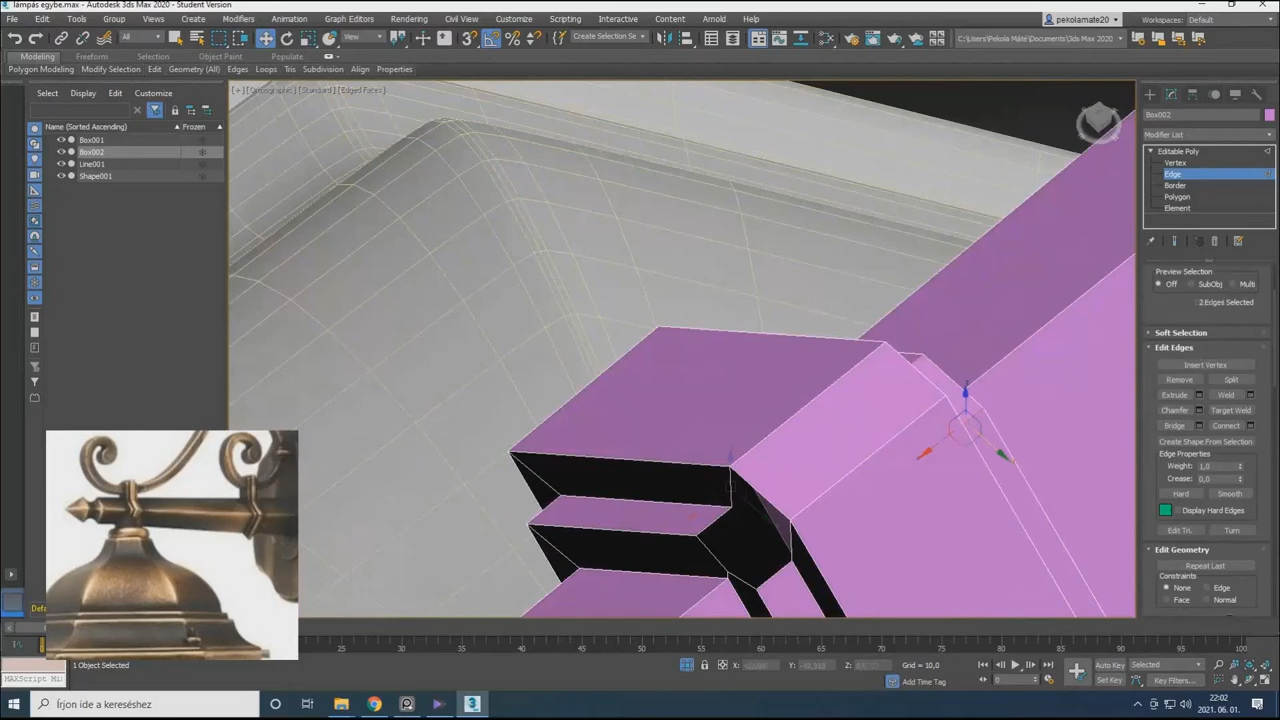 lámpás egybe.max - Autodesk 3ds Max 2020 - Student Version
File Edit Tools Group Views Create Modifiers Animation Graph Editors Rendering Civil View Customize Scripting Interactive Content Arnold Help
pekolamate20 Workspaces: Default
All View Create Selection Se C:\Users\Pekola Máté\Documents\3ds Max 2020
Modeling Freeform Selection Object Paint Populate
Polygon Modeling Modify Selection Edit Geometry (All) Edges Loops Tris Subdivision Align Properties
Select Display Edit Customize
[+] [Orthographic] [Standard] [Edged Faces]
Name (Sorted Ascending) Frozen
Box001
Box002
Line001
Shape001
Box002
Modifier List
Editable Poly
Vertex
Edge
Border
Polygon
Element
Preview Selection
Off SubObj Multi
2 Edges Selected
Soft Selection
Edit Edges
Insert Vertex
Remove Split
Extrude Weld
Chamfer Target Weld
Bridge Connect
Create Shape From Selection
Edge Properties
Weight: 1,0
Crease: 0,0
Hard Smooth
Display Hard Edges
Edit Tri. Turn
Edit Geometry
Repeat Last
Constraints
None Edge
Face Normal
25 30 35 40 45 50 55 60 65 70 75 80 85 90 95 100
1 Object Selected X: Y: Z: Grid = 10,0
MAXScript Mi
Add Time Tag
0
Auto Key Selected
Set Key Key Filters...
Írjon ide a kereséshez
22:02
2021. 06. 01.